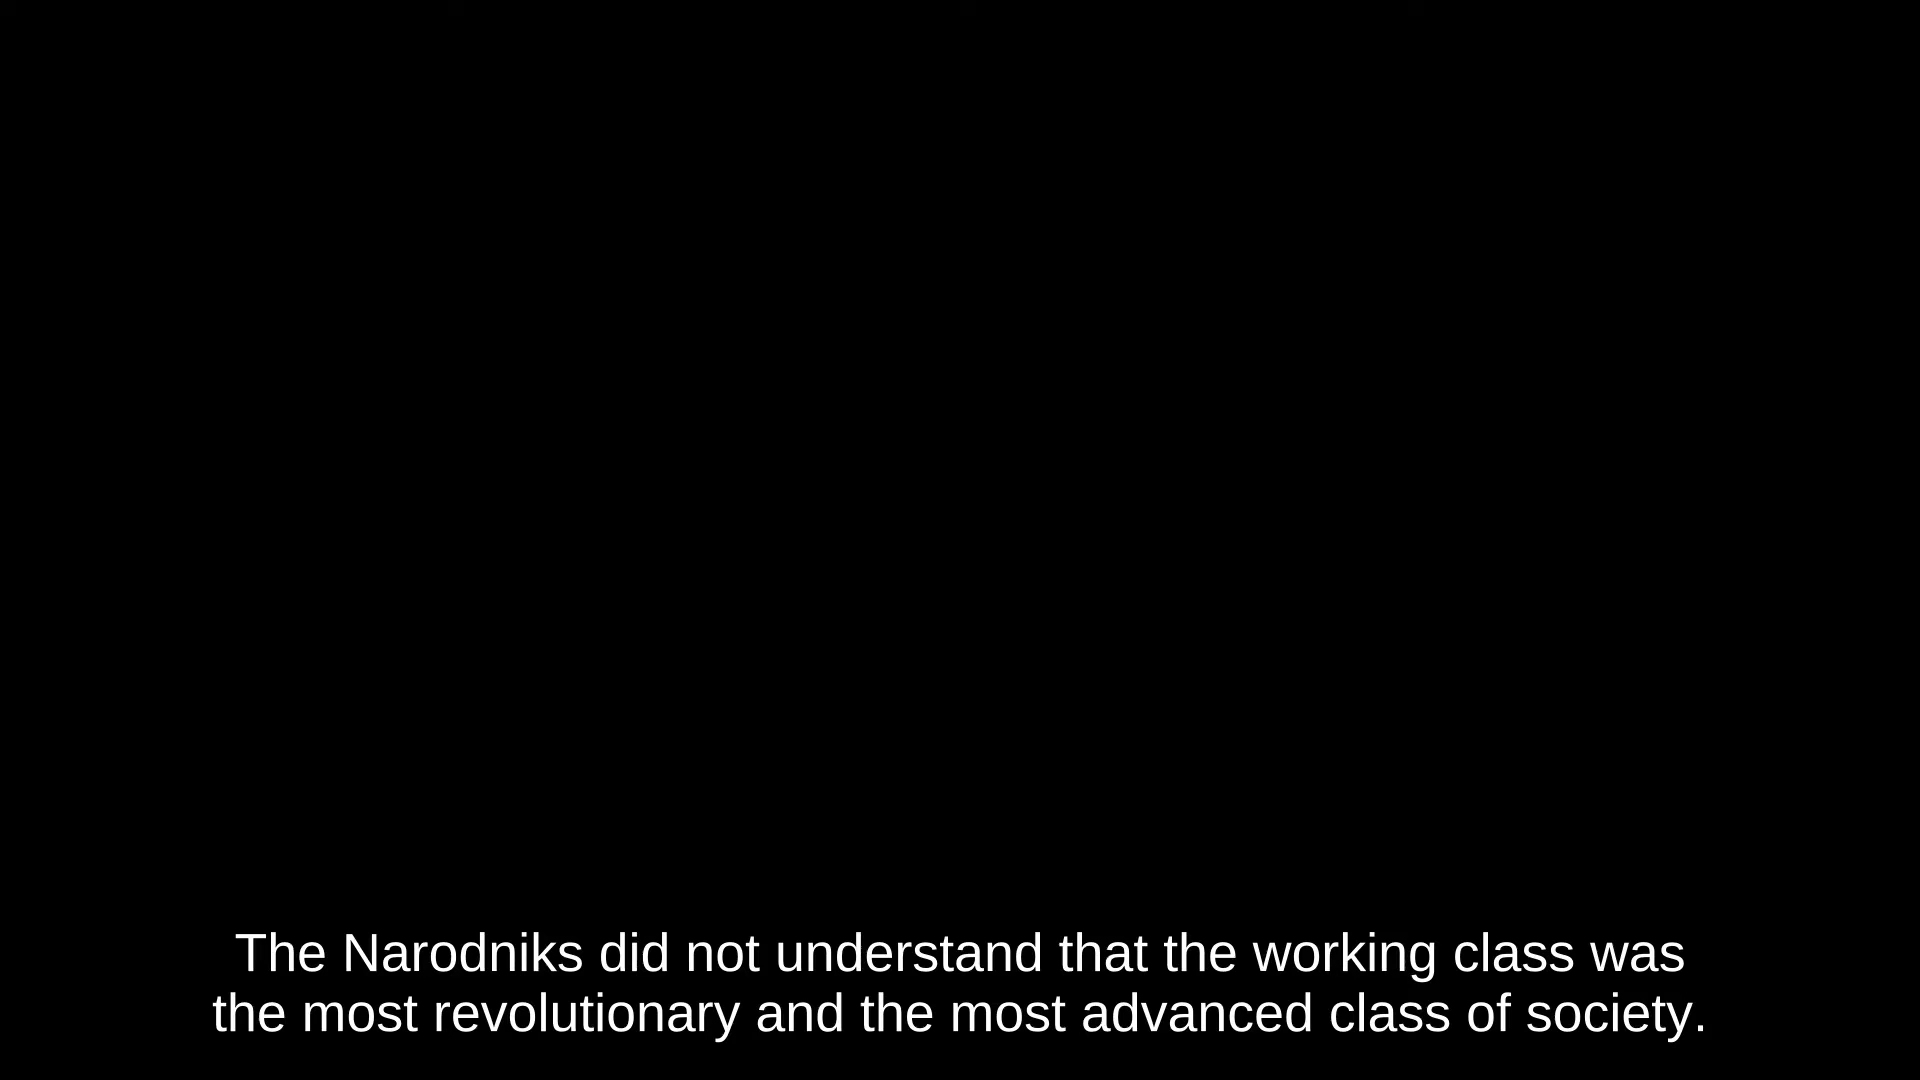 The Narodniks did not understand that the working class was
the most revolutionary and the most advanced class of society.